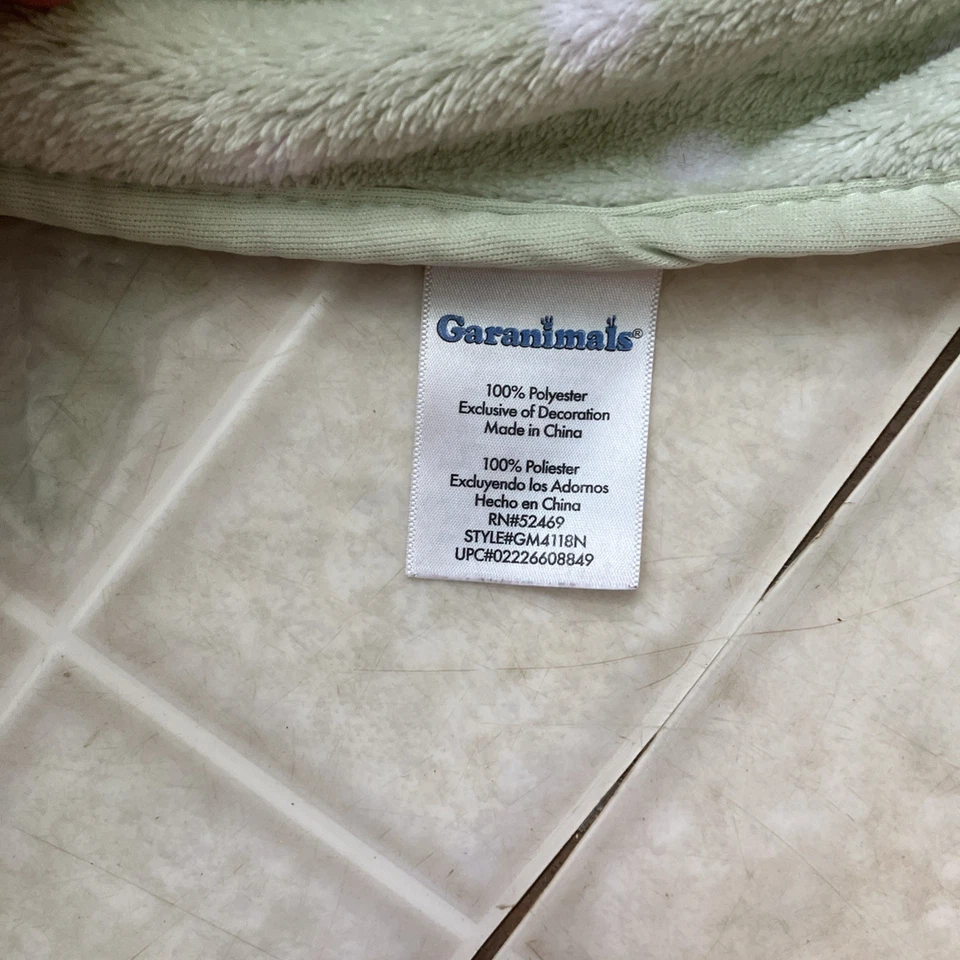 Garanimals®
100% Polyester
Exclusive of Decoration
Made in China
100% Poliester
Excluyendo los Adornos
Hecho en China
RN#52469
STYLE#GM4118N
UPC#02226608849